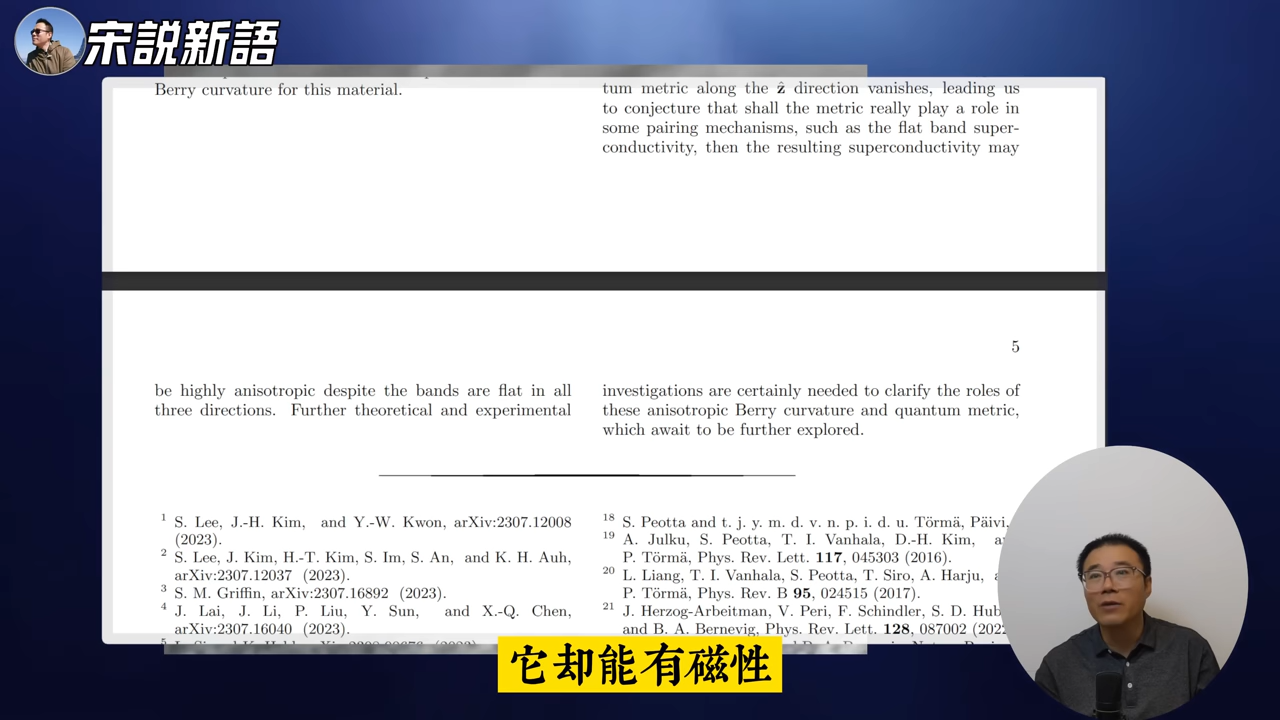 宋説新語
Berry curvature for this material.
tum metric along the ẑ direction vanishes, leading us
to conjecture that shall the metric really play a role in
some pairing mechanisms, such as the flat band super-
conductivity, then the resulting superconductivity may
5
be highly anisotropic despite the bands are flat in all
three directions. Further theoretical and experimental
investigations are certainly needed to clarify the roles of
these anisotropic Berry curvature and quantum metric,
which await to be further explored.
1 S. Lee, J.-H. Kim, and Y.-W. Kwon, arXiv:2307.12008
(2023).
2 S. Lee, J. Kim, H.-T. Kim, S. Im, S. An, and K. H. Auh,
arXiv:2307.12037 (2023).
3 S. M. Griffin, arXiv:2307.16892 (2023).
4 J. Lai, J. Li, P. Liu, Y. Sun, and X.-Q. Chen,
arXiv:2307.16040 (2023).
18 S. Peotta and t. j. y. m. d. v. n. p. i. d. u. Törmä, Päivi,
19 A. Julku, S. Peotta, T. I. Vanhala, D.-H. Kim,
P. Törmä, Phys. Rev. Lett. 117, 045303 (2016).
20 L. Liang, T. I. Vanhala, S. Peotta, T. Siro, A. Harju,
P. Törmä, Phys. Rev. B 95, 024515 (2017).
21 J. Herzog-Arbeitman, V. Peri, F. Schindler, S. D. Hub
and B. A. Bernevig, Phys. Rev. Lett. 128, 087002 (2022
它却能有磁性